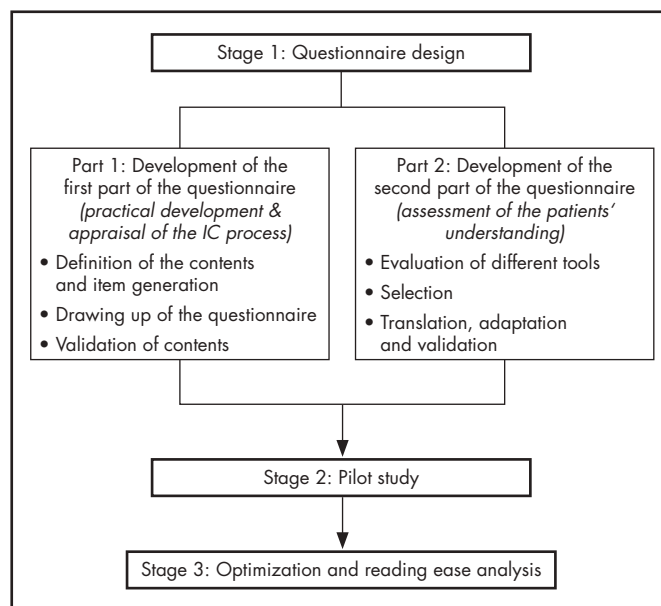 Stage 1: Questionnaire design
Part 1: Development of the
first part of the questionnaire
(practical development &
appraisal of the IC process)
• Definition of the contents
and item generation
• Drawing up of the questionnaire
• Validation of contents
Part 2: Development of the
second part of the questionnaire
(assessment of the patients‘
understanding)
• Evaluation of different tools
• Selection
• Translation, adaptation
and validation
Stage 2: Pilot study
Stage 3: Optimization and reading ease analysis